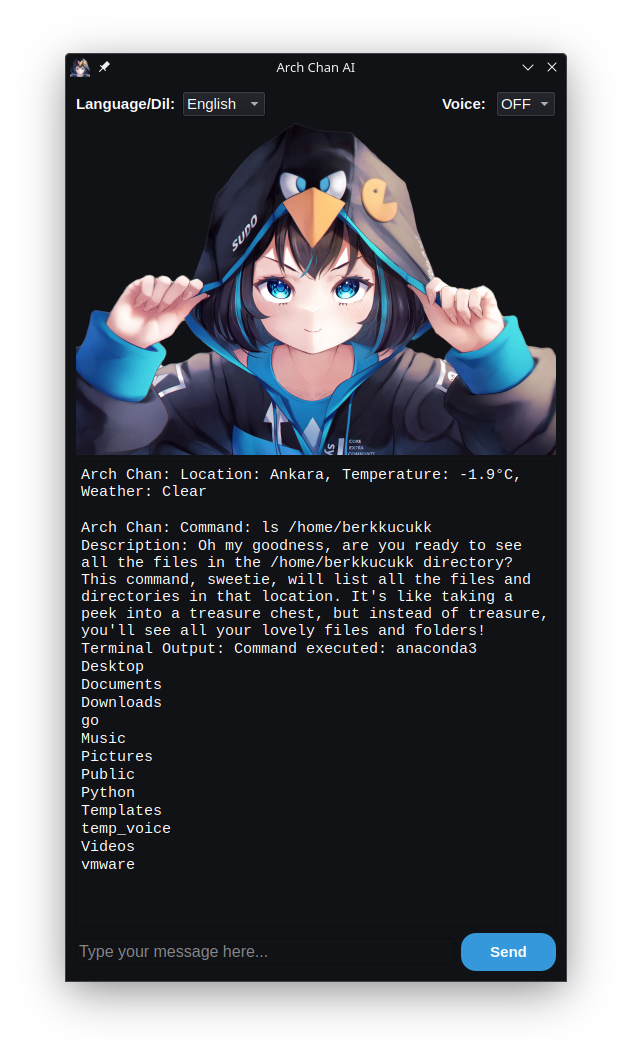 Arch Chan AI
Language/Dil: English Voice: OFF
SUDO
CORE
EXTRA
COMMUNITY
Arch Chan: Location: Ankara, Temperature: -1.9°C,
Weather: Clear
Arch Chan: Command: ls /home/berkkucukk
Description: Oh my goodness, are you ready to see
all the files in the /home/berkkucukk directory?
This command, sweetie, will list all the files and
directories in that location. It's like taking a
peek into a treasure chest, but instead of treasure,
you'll see all your lovely files and folders!
Terminal Output: Command executed: anaconda3
Desktop
Documents
Downloads
go
Music
Pictures
Public
Python
Templates
temp_voice
Videos
vmware
Type your message here...
Send